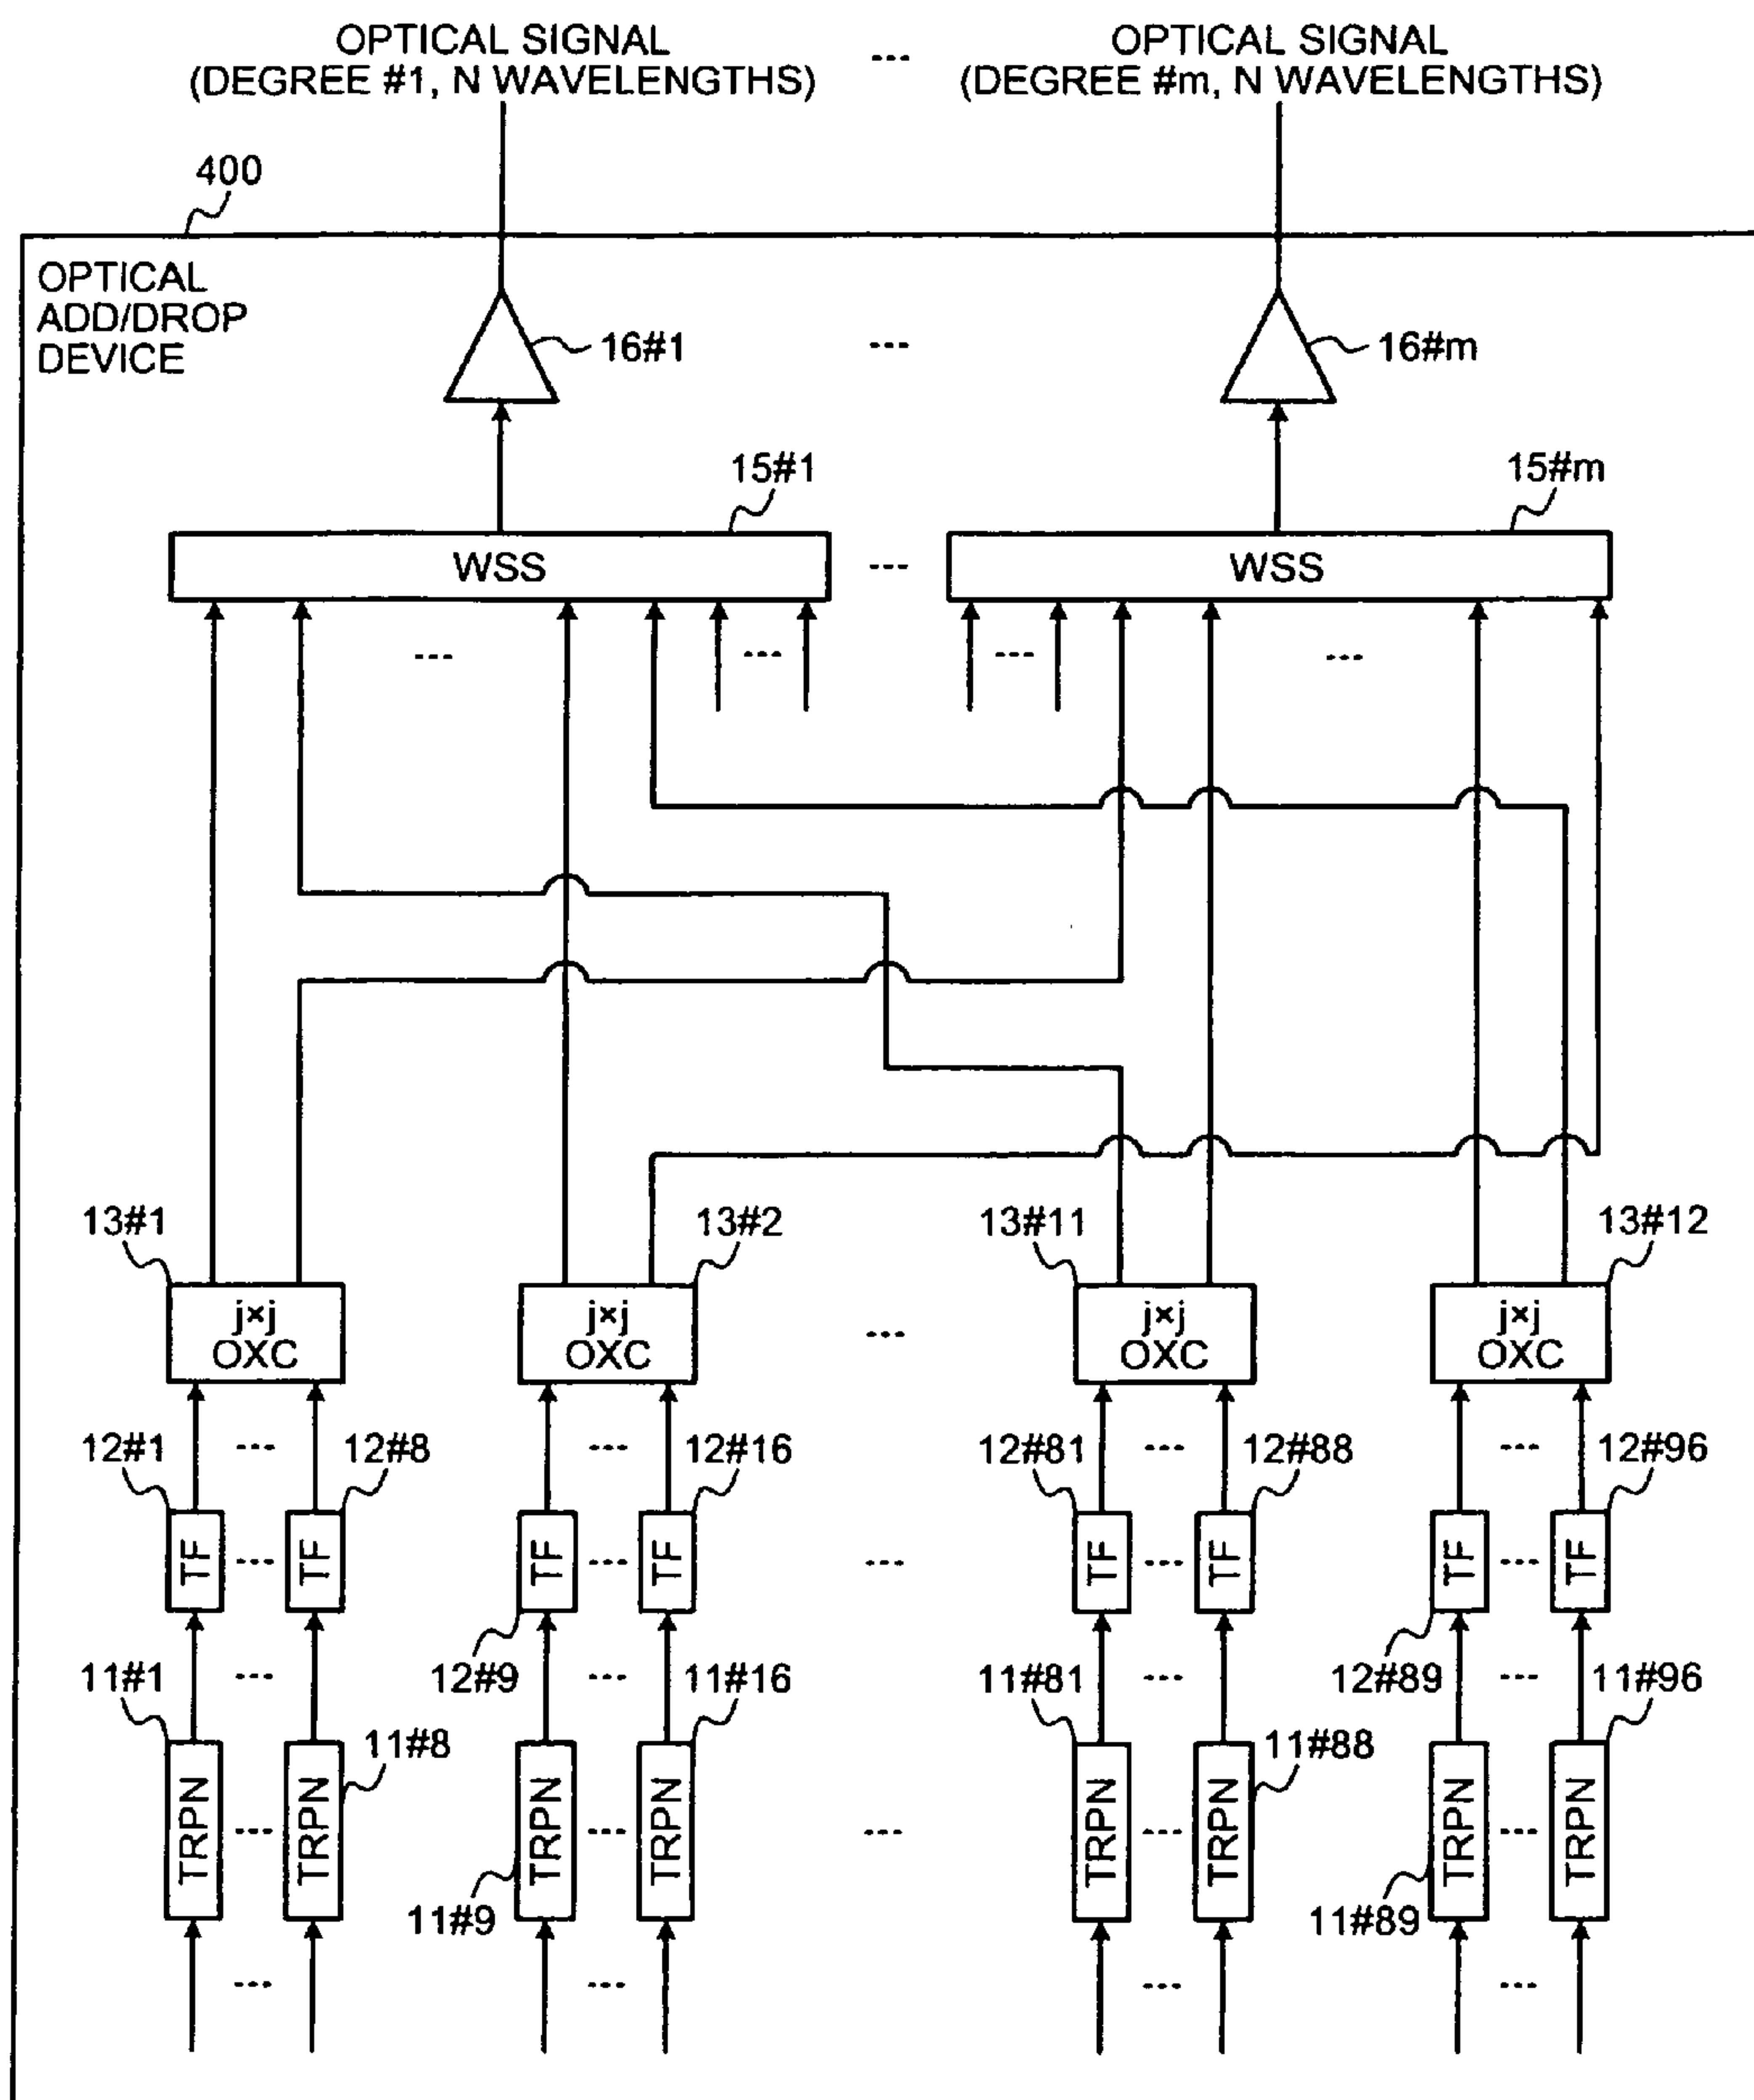 OPTICAL SIGNAL
(DEGREE #1, N WAVELENGTHS)
---
OPTICAL SIGNAL
(DEGREE #m, N WAVELENGTHS)
400
OPTICAL
ADD/DROP
DEVICE
16#1
---
16#m
15#1
15#m
WSS
---
WSS
---
---
---
---
13#1
13#2
13#11
13#12
j×j
OXC
j×j
OXC
---
j×j
OXC
j×j
OXC
12#1
---
12#8
---
12#16
12#81
---
12#88
---
12#96
TF
---
TF
TF
---
TF
---
TF
---
TF
TF
---
TF
11#1
---
12#9
---
11#16
11#81
---
12#89
---
11#96
11#8
11#88
TRPN
---
TRPN
TRPN
---
TRPN
---
TRPN
---
TRPN
TRPN
---
TRPN
11#9
11#89
---
---
---
---